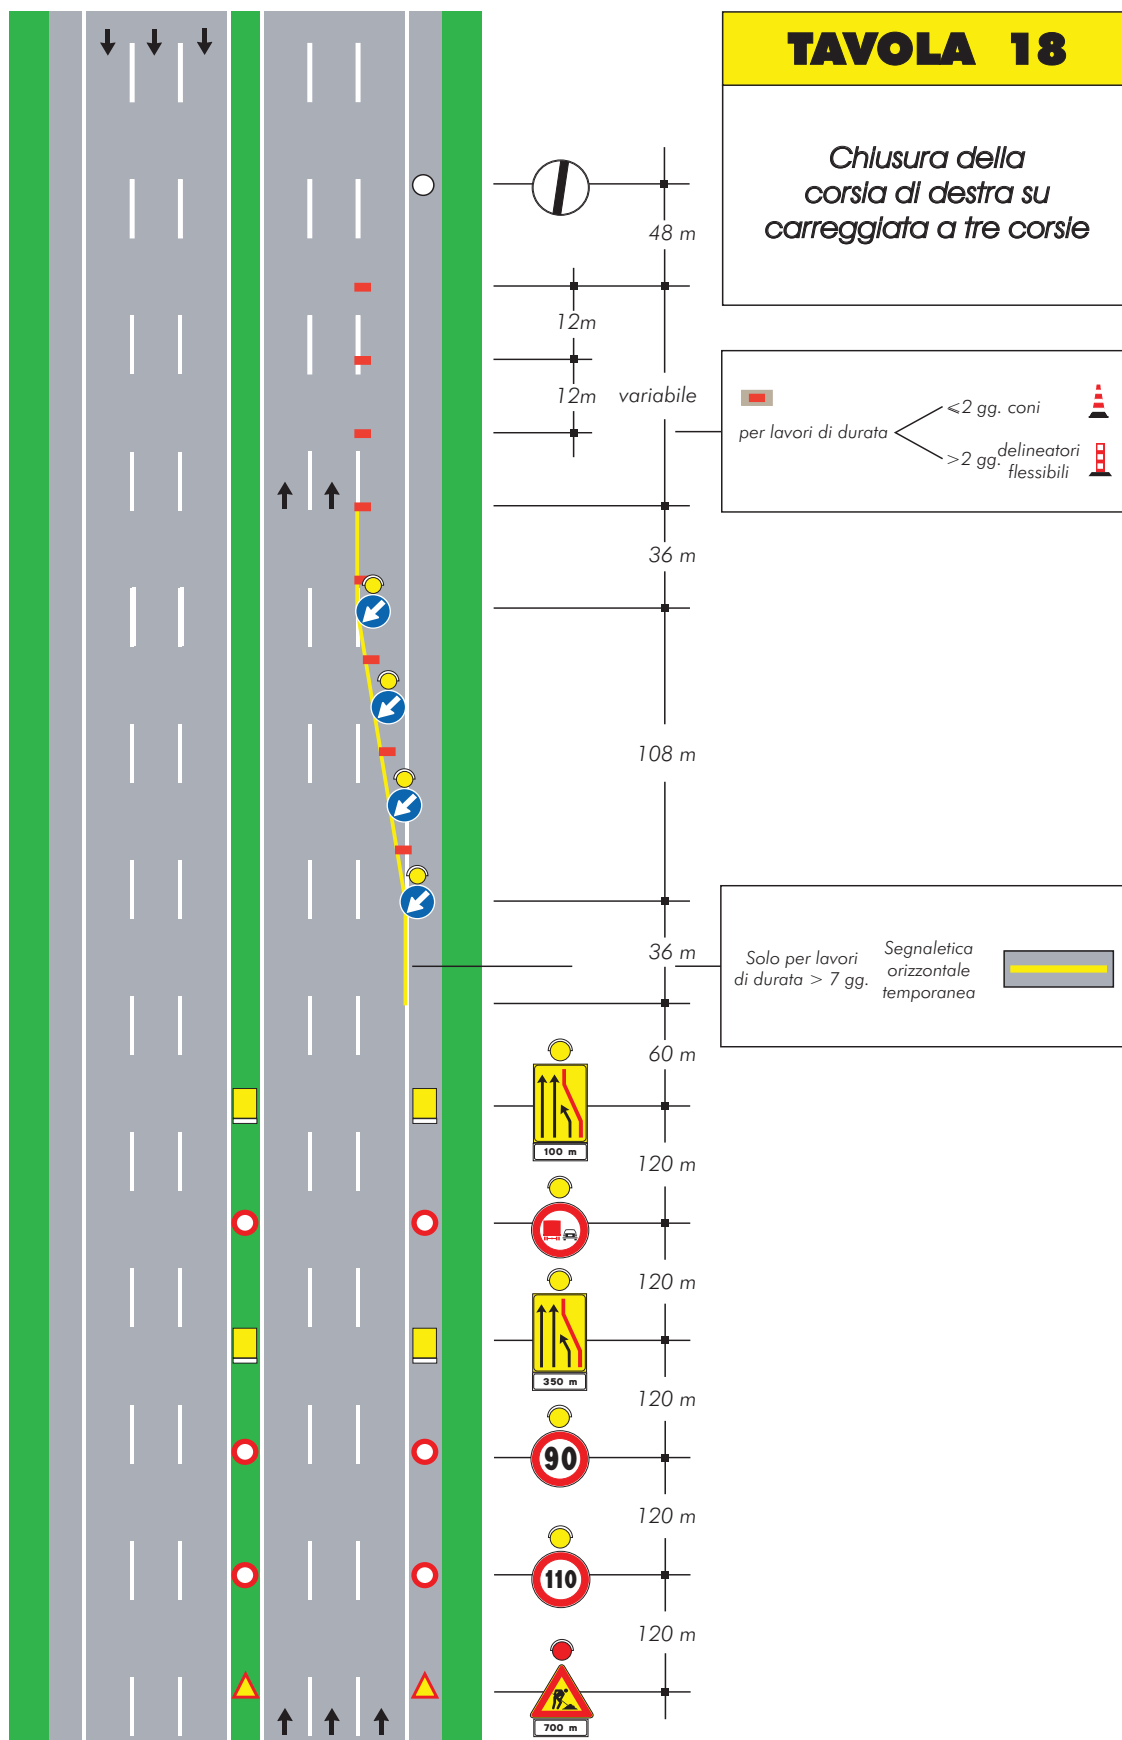 TAVOLA 18
Chiusura della
corsia di destra su
carreggiata a tre corsie
48 m
12m
12m
variabile
per lavori di durata
⩽2 gg. coni
>2 gg. delineatori
flessibili
36 m
108 m
36 m
Solo per lavori
di durata > 7 gg.
Segnaletica
orizzontale
temporanea
60 m
100 m
120 m
120 m
350 m
120 m
90
120 m
110
120 m
700 m